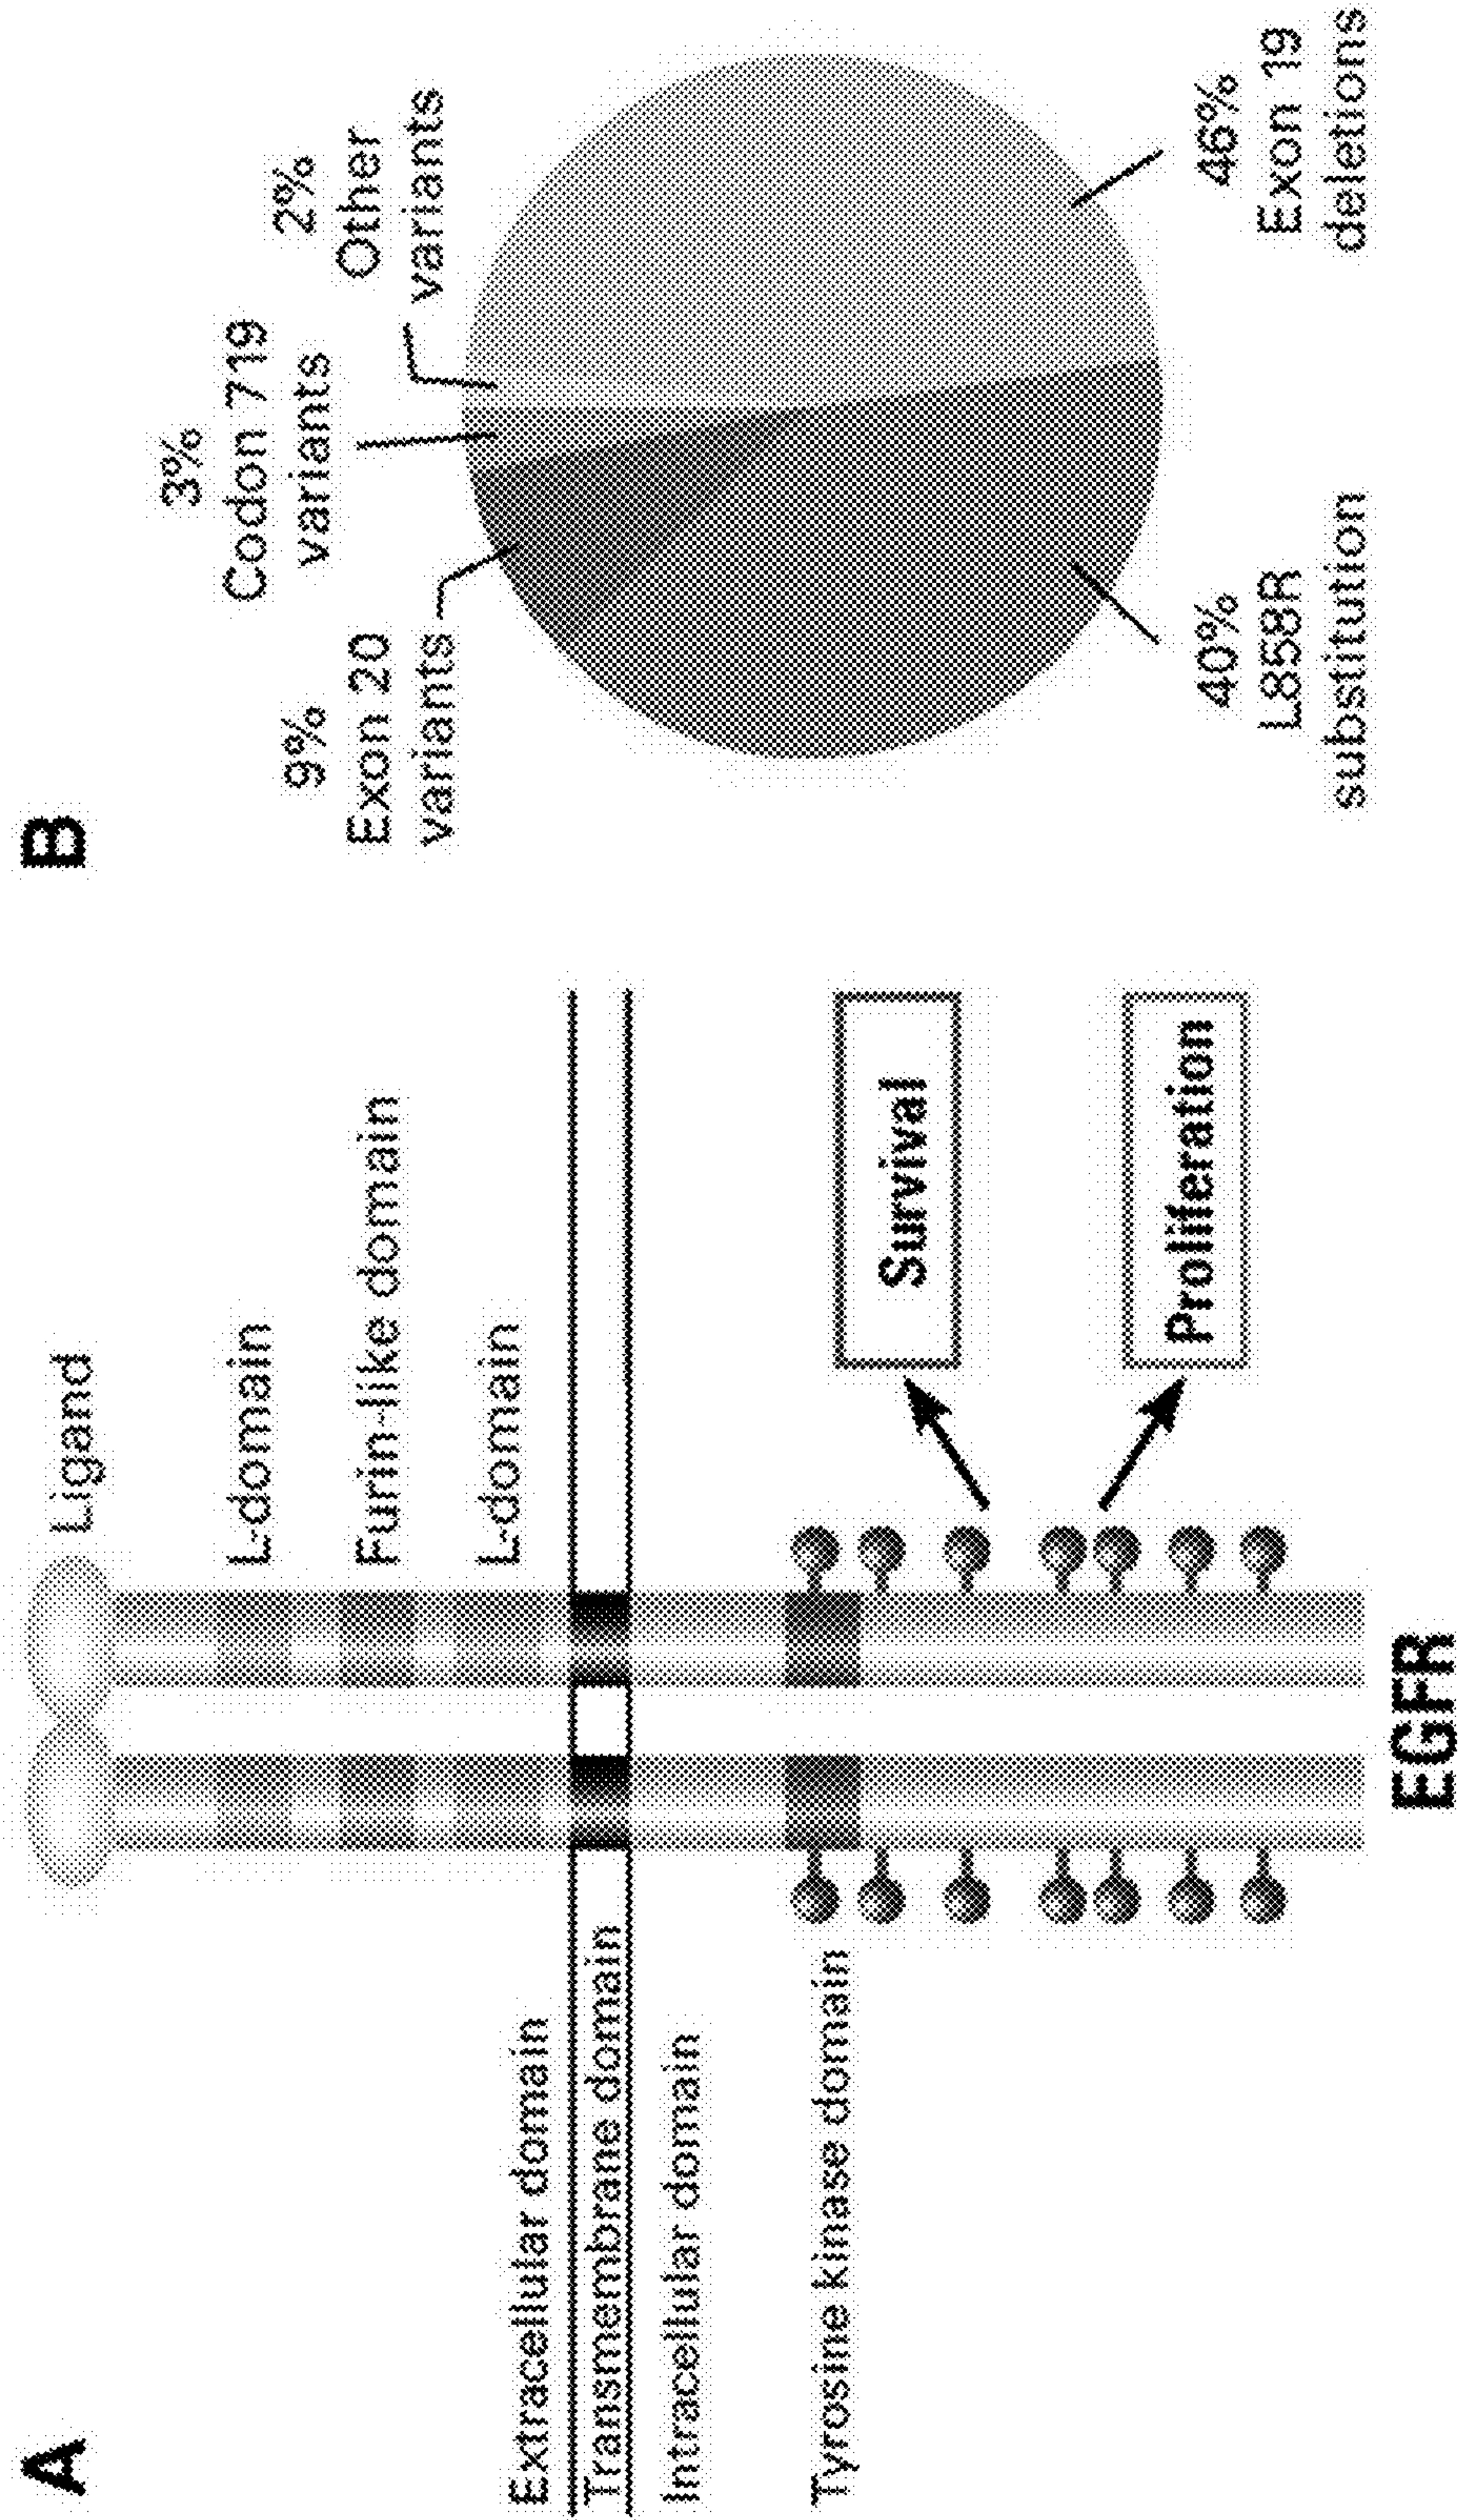 A
Ligand
L-domain
Furin-like domain
L-domain
Extracellular domain
Transmembrane domain
Intracellular domain
Tyrosine kinase domain
Survival
Proliferation
EGFR
B
9%
Exon 20
variants
3%
Codon 719
variants
2%
Other
variants
40%
L858R
substitution
46%
Exon 19
deletions